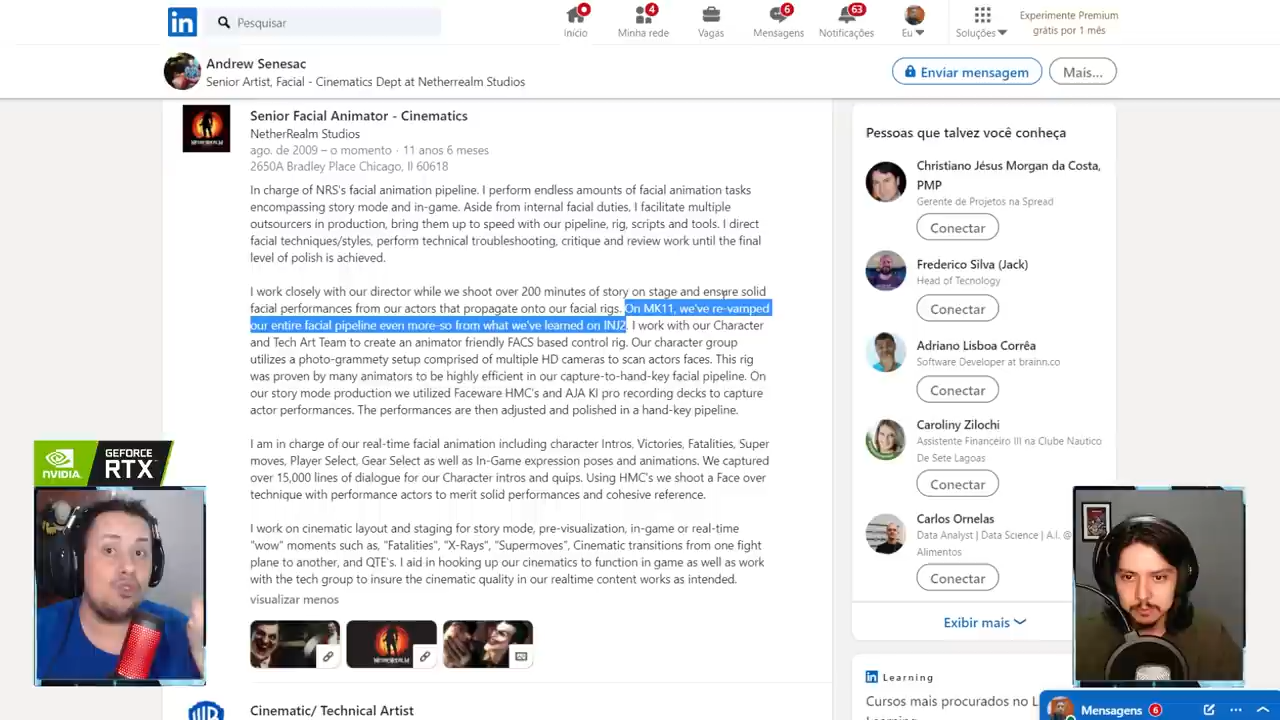 in
Pesquisar
Início
4
Minha rede
Vagas
6
Mensagens
63
Notificações
Eu
Soluções
Experimente Premium
grátis por 1 mês
Andrew Senesac
Senior Artist, Facial - Cinematics Dept at Netherrealm Studios
Enviar mensagem
Mais...
Senior Facial Animator - Cinematics
NetherRealm Studios
ago. de 2009 – o momento · 11 anos 6 meses
2650A Bradley Place Chicago, Il 60618
In charge of NRS's facial animation pipeline. I perform endless amounts of facial animation tasks
encompassing story mode and in-game. Aside from internal facial duties. I facilitate multiple
outsourcers in production, bring them up to speed with our pipeline, rig, scripts and tools. I direct
facial techniques/styles, perform technical troubleshooting, critique and review work until the final
level of polish is achieved.
I work closely with our director while we shoot over 200 minutes of story on stage and ensure solid
facial performances from our actors that propagate onto our facial rigs. On MK11, we've re-vamped
our entire facial pipeline even more-so from what we've learned on INJ2. I work with our Character
and Tech Art Team to create an animator friendly FACS based control rig. Our character group
utilizes a photo-grammety setup comprised of multiple HD cameras to scan actors faces. This rig
was proven by many animators to be highly efficient in our capture-to-hand-key facial pipeline. On
our story mode production we utilized Faceware HMC's and AJA KI pro recording decks to capture
actor performances. The performances are then adjusted and polished in a hand-key pipeline.
I am in charge of our real-time facial animation including character Intros, Victories, Fatalities, Super
moves, Player Select, Gear Select as well as In-Game expression poses and animations. We captured
over 15,000 lines of dialogue for our Character intros and quips. Using HMC's we shoot a Face over
technique with performance actors to merit solid performances and cohesive reference.
I work on cinematic layout and staging for story mode, pre-visualization, in-game or real-time
"wow" moments such as, "Fatalities", "X-Rays", "Supermoves", Cinematic transitions from one fight
plane to another, and QTE's. I aid in hooking up our cinematics to function in game as well as work
with the tech group to insure the cinematic quality in our realtime content works as intended.
visualizar menos
NETHERREALM
Cinematic/ Technical Artist
Pessoas que talvez você conheça
Christiano Jésus Morgan da Costa,
PMP
Gerente de Projetos na Spread
Conectar
Frederico Silva (Jack)
Head of Tecnology
Conectar
Adriano Lisboa Corrêa
Software Developer at brainn.co
Conectar
Caroliny Zilochi
Assistente Financeiro III na Clube Nautico
De Sete Lagoas
Conectar
Carlos Ornelas
Data Analyst | Data Science | A.I. @
Alimentos
Conectar
Exibir mais
in Learning
Cursos mais procurados no L
Learning
Mensagens 6
NVIDIA.
GEFORCE
RTX